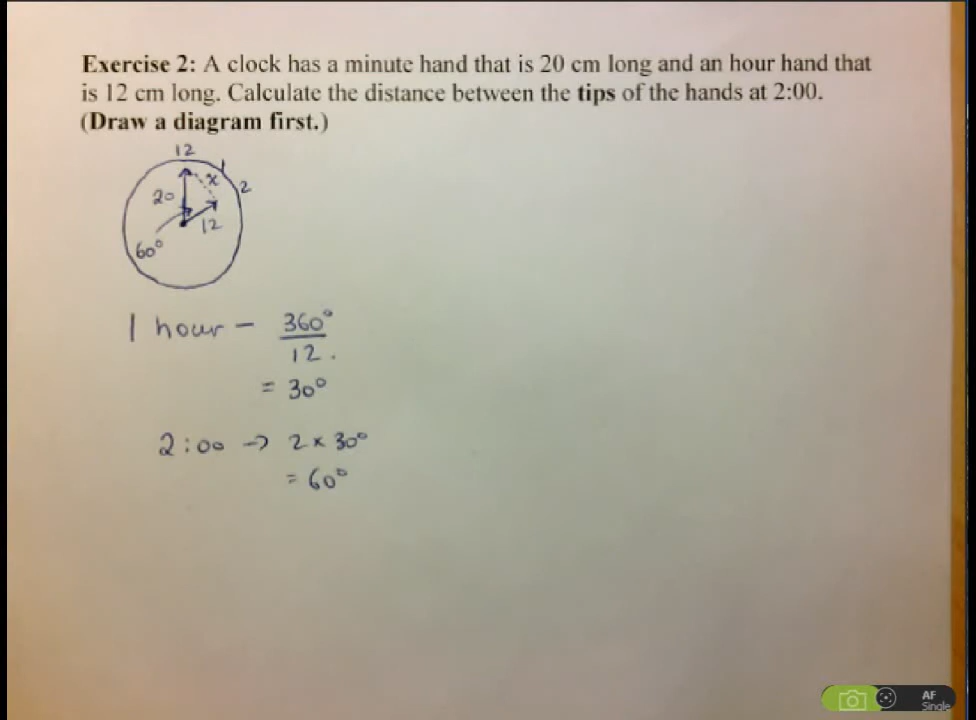 Exercise 2: A clock has a minute hand that is 20 cm long and an hour hand that
is 12 cm long. Calculate the distance between the tips of the hands at 2:00.
(Draw a diagram first.)
12
1
2
x
20
12
60°
1 hour - 360°
12.
= 30°
2:00 -> 2 x 30°
= 60°
AF
Single